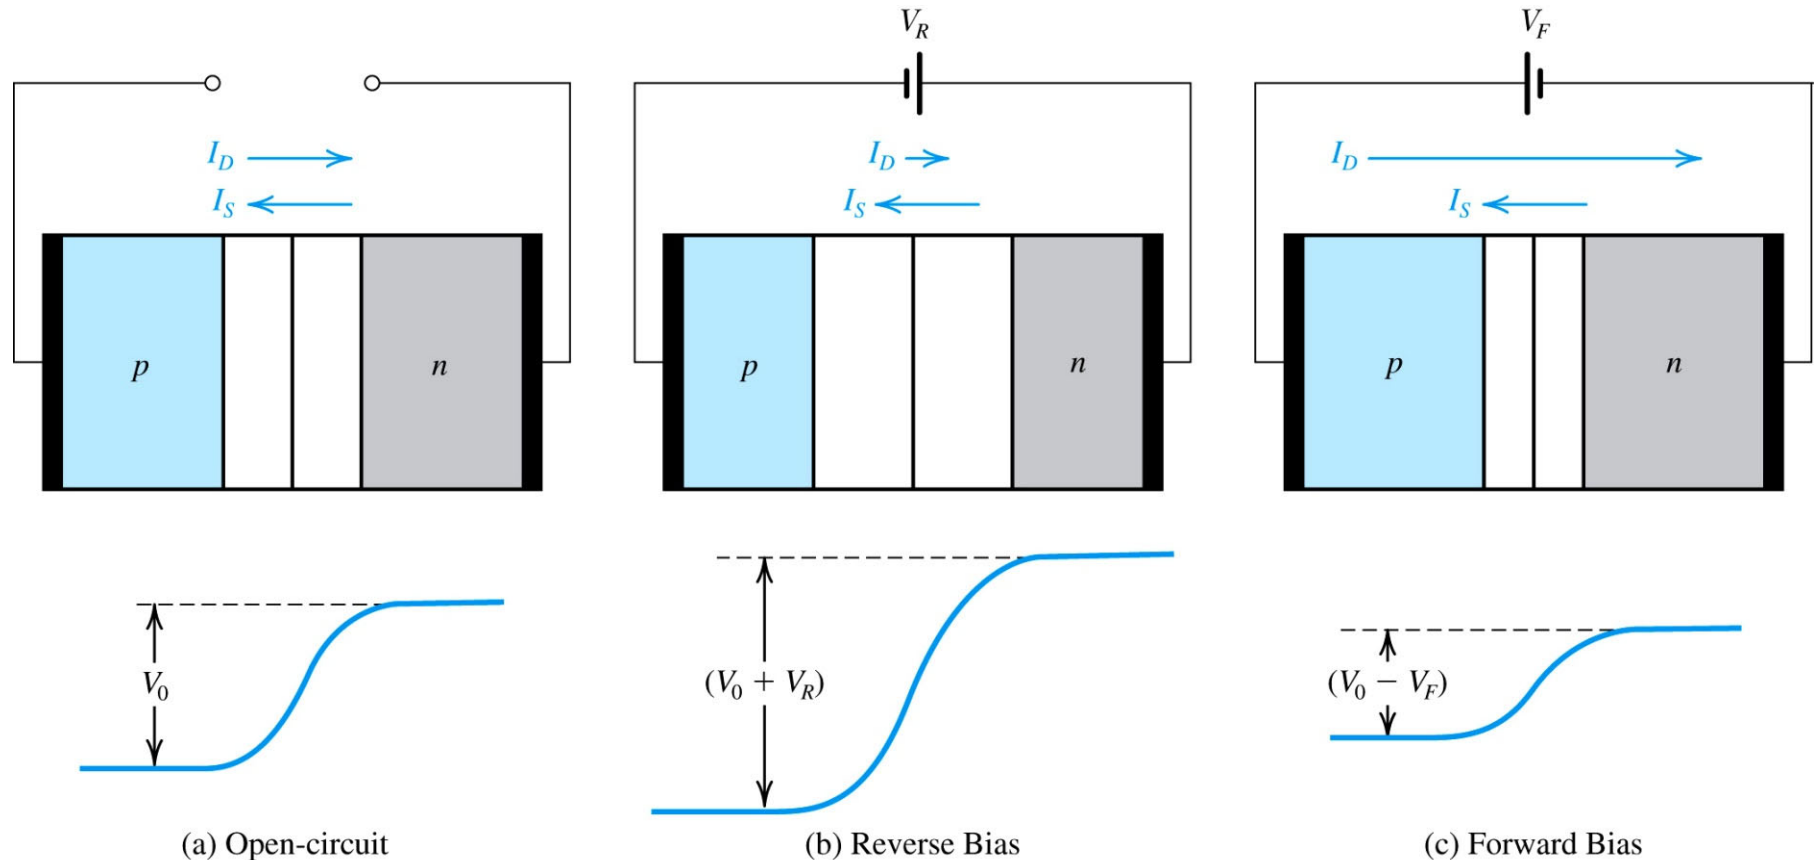 V_R
V_F
I_D
I_S
I_D
I_S
I_D
I_S
p
n
p
n
p
n
V_0
(V_0 + V_R)
(V_0 − V_F)
(a) Open-circuit
(b) Reverse Bias
(c) Forward Bias